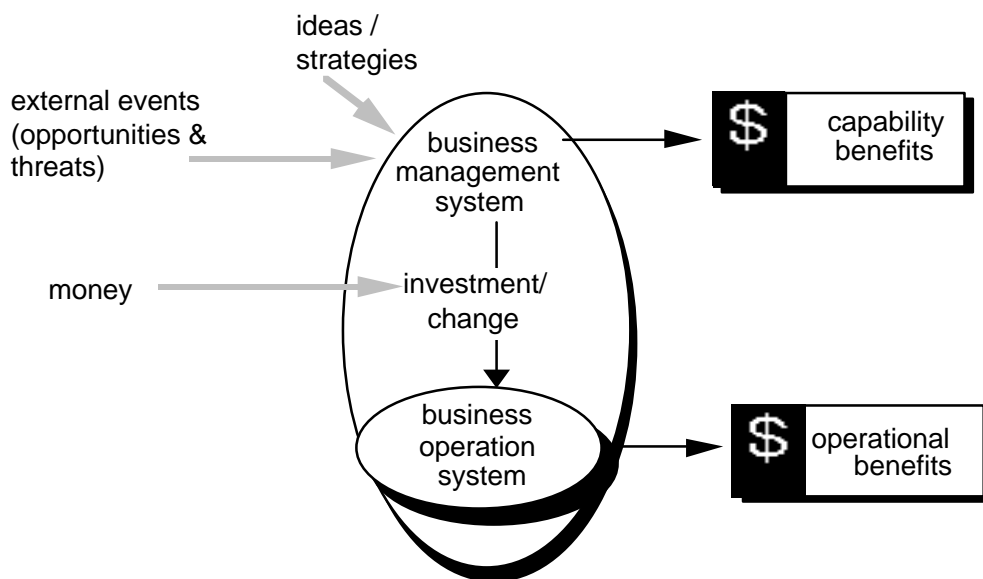 ideas /
strategies
external events
(opportunities &
threats)
business
management
system
$
capability
benefits
money
investment/
change
business
operation
system
$
operational
benefits